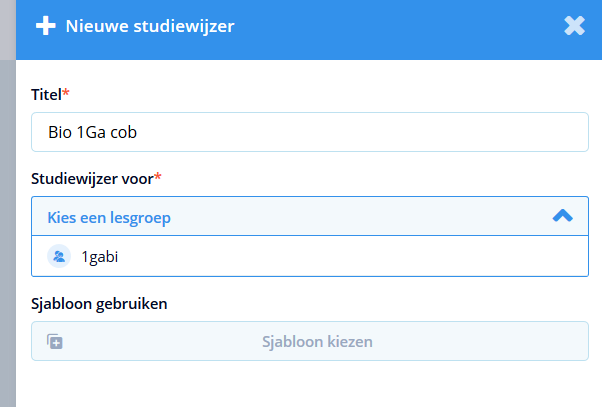 Nieuwe studiewijzer
Titel*
Bio 1Ga cob
Studiewijzer voor*
Kies een lesgroep
1gabi
Sjabloon gebruiken
Sjabloon kiezen